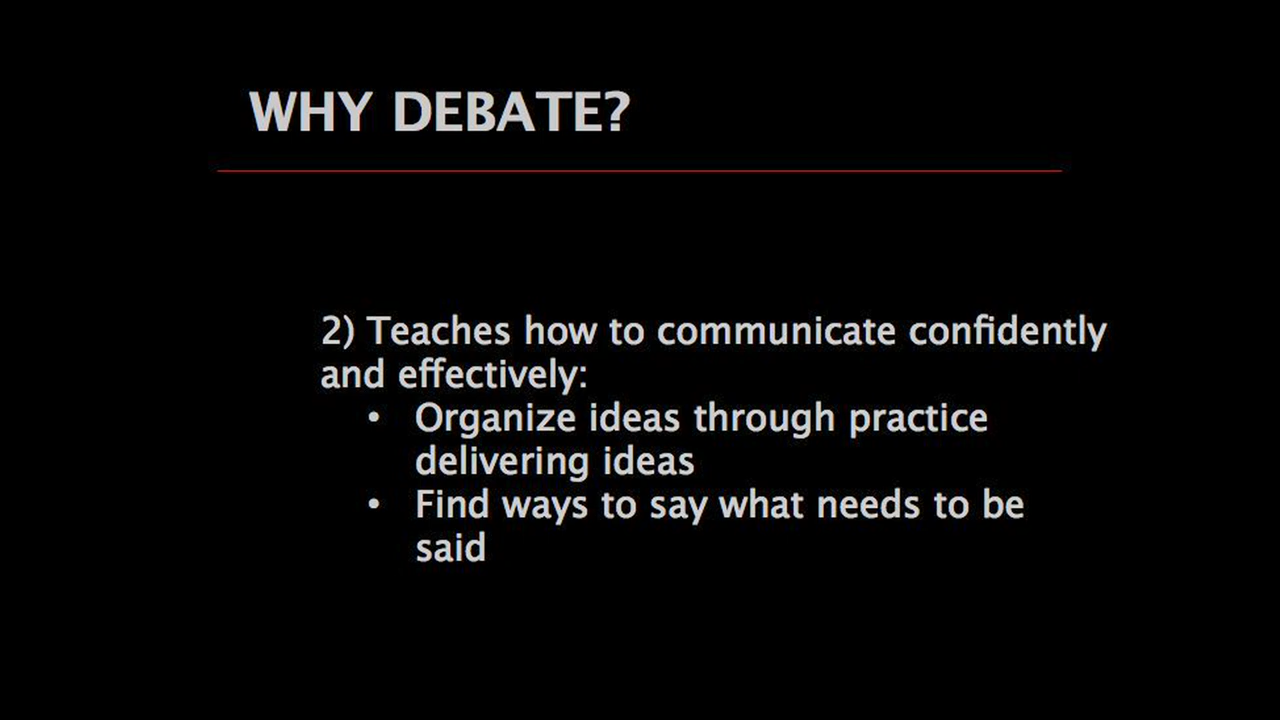 WHY DEBATE?
2) Teaches how to communicate confidently
and effectively:
• Organize ideas through practice
delivering ideas
• Find ways to say what needs to be
said